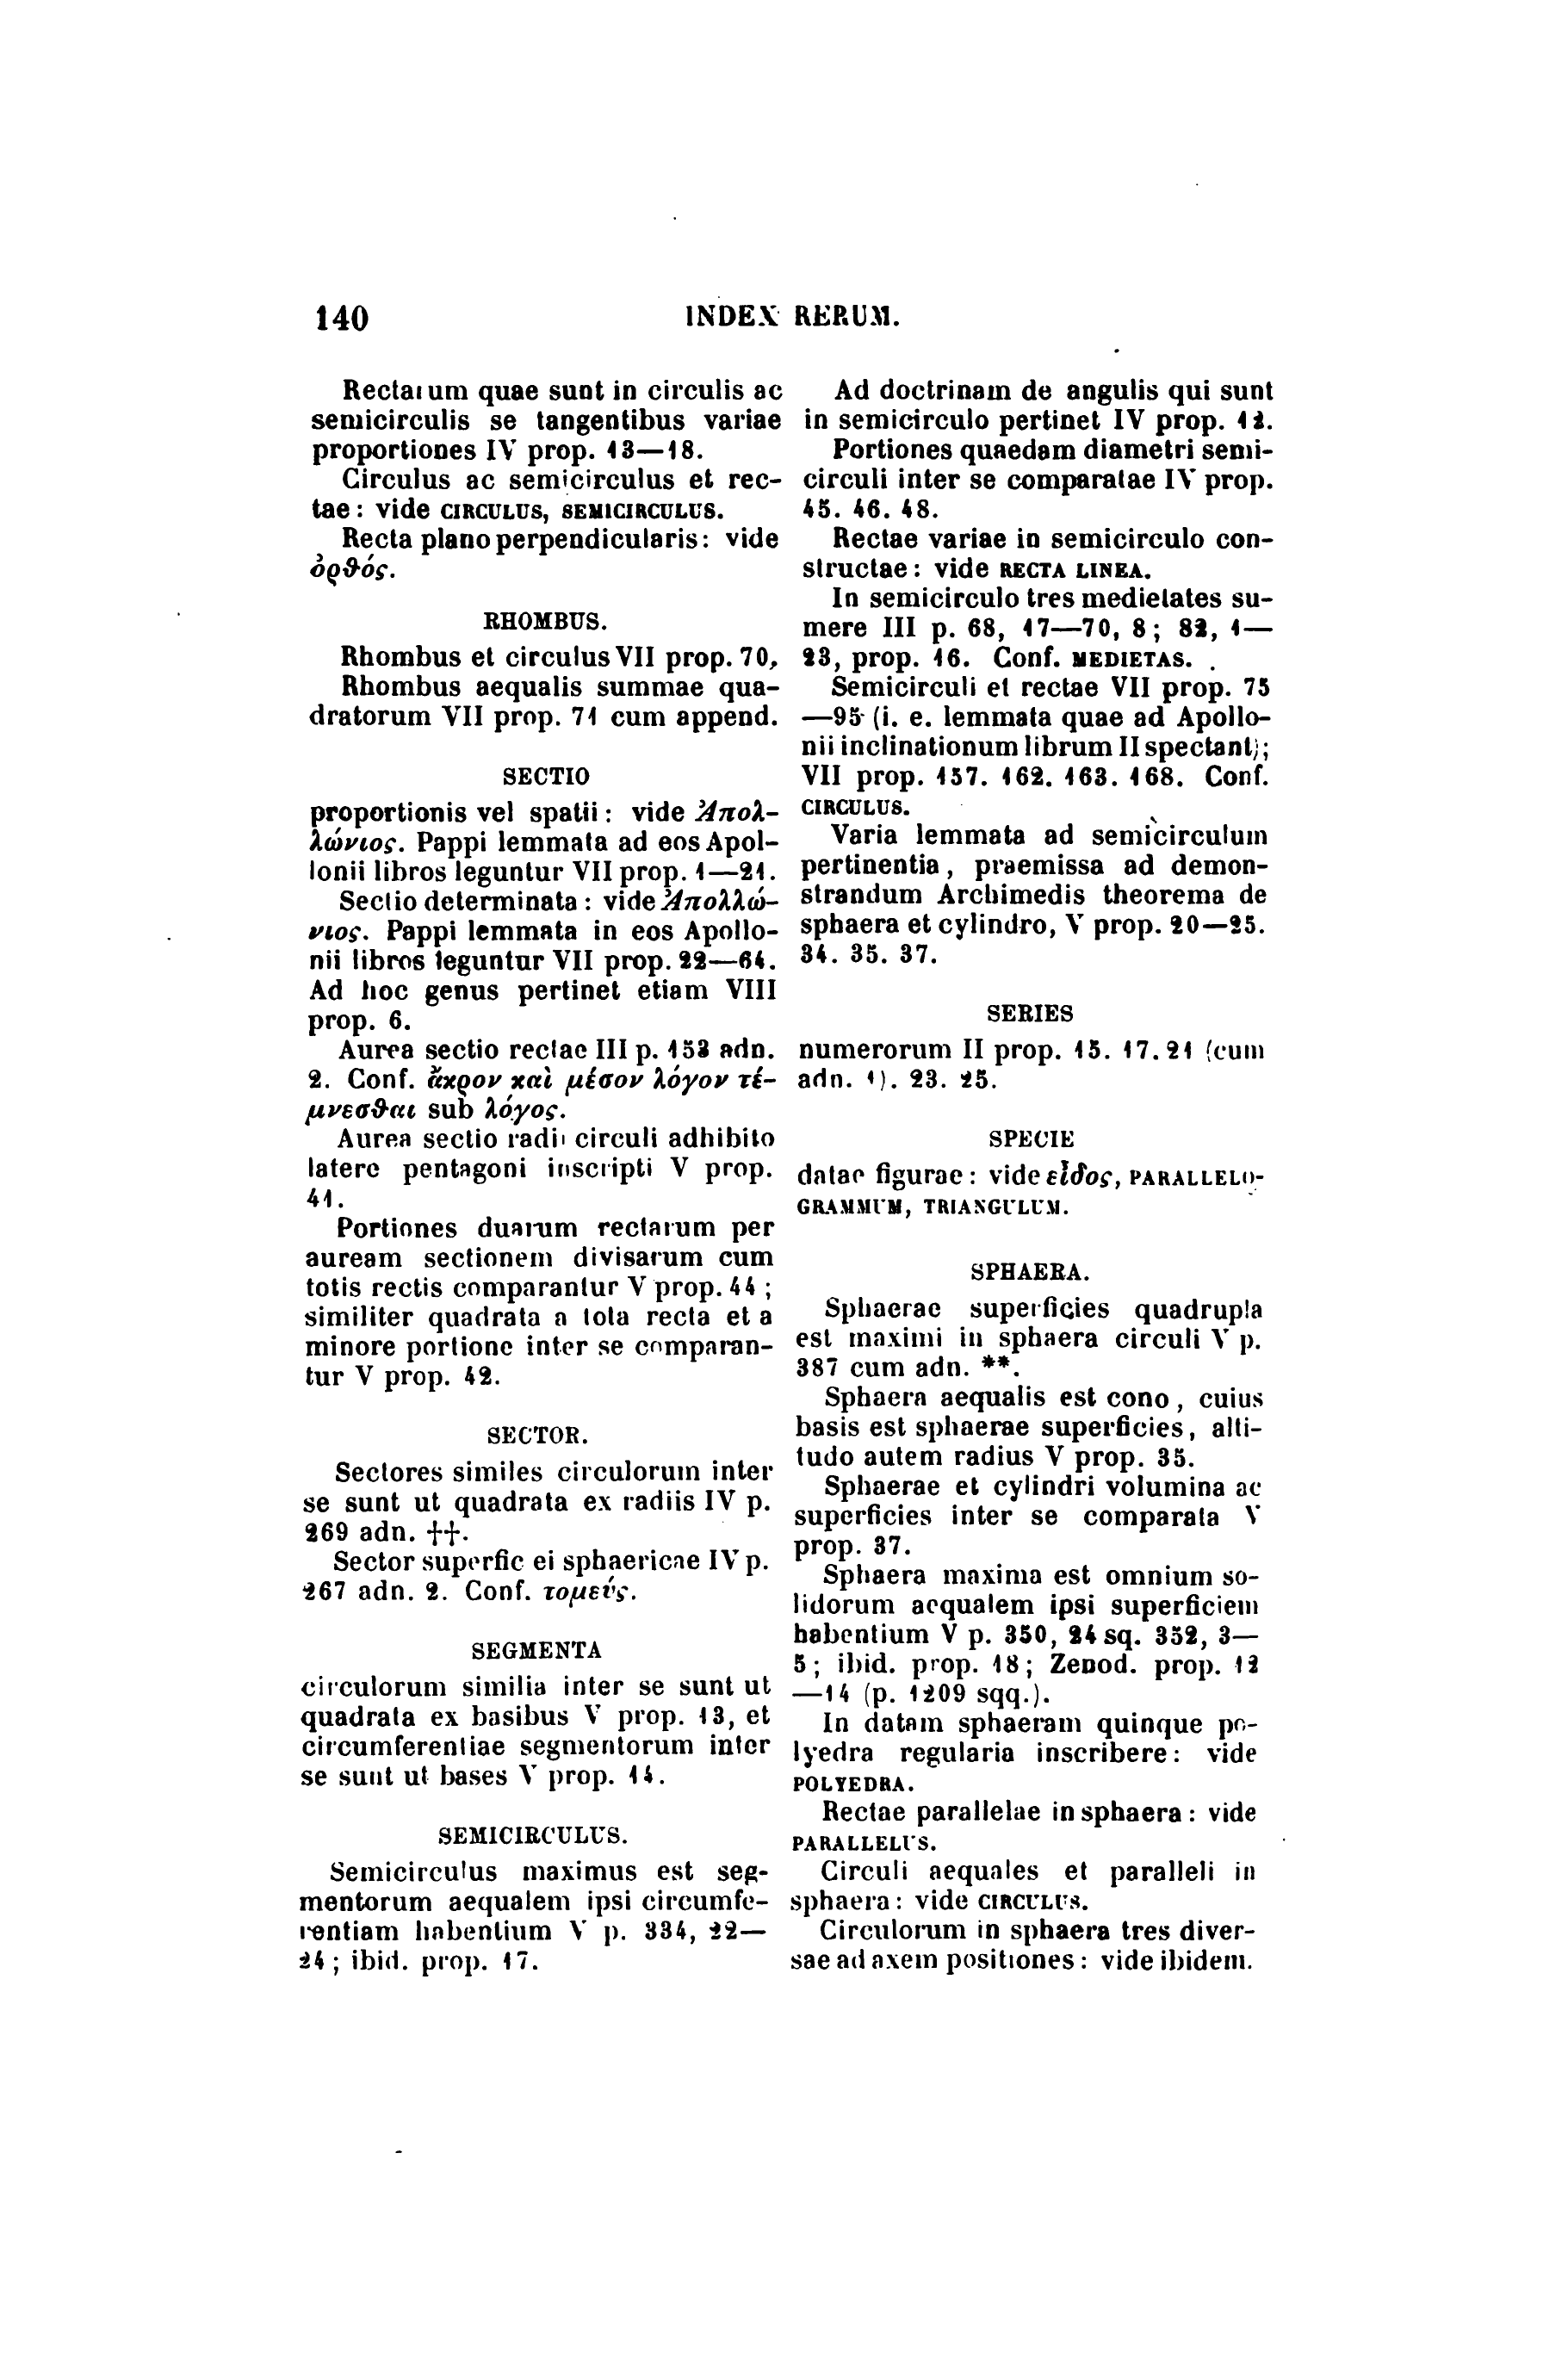 140
INDEX RERUM.
Rectarum quae sunt in circulis ac
semicirculis se tangentibus variae
proportiones IV prop. 13—18.
Circulus ac semicirculus et rec-
tae: vide CIRCULUS, SEMICIRCULUS.
Recta plano perpendicularis: vide
ὀρθός.
RHOMBUS.
Rhombus et circulus VII prop. 70,
Rhombus aequalis summae qua-
dratorum VII prop. 71 cum append.
SECTIO
proportionis vel spatii: vide Ἀπολ-
λώνιος. Pappi lemmata ad eos Apol-
lonii libros leguntur VII prop. 1—21.
Sectio determinata: vide Ἀπολλώ-
νιος. Pappi lemmata in eos Apollo-
nii libros leguntur VII prop. 22—64.
Ad hoc genus pertinet etiam VIII
prop. 6.
Aurea sectio rectae III p. 153 adn.
2. Conf. ἄκρον καὶ μέσον λόγον τέ-
μνεσθαι sub λόγος.
Aurea sectio radii circuli adhibito
latere pentagoni inscripti V prop.
41.
Portiones duarum rectarum per
auream sectionem divisarum cum
totis rectis comparantur V prop. 44;
similiter quadrata a tota recta et a
minore portione inter se comparan-
tur V prop. 42.
SECTOR.
Sectores similes circulorum inter
se sunt ut quadrata ex radiis IV p.
269 adn. ††.
Sector superficiei sphaericae IV p.
267 adn. 2. Conf. τομεύς.
SEGMENTA
circulorum similia inter se sunt ut
quadrata ex basibus V prop. 13, et
circumferentiae segmentorum inter
se sunt ut bases V prop. 14.
SEMICIRCULUS.
Semicirculus maximus est seg-
mentorum aequalem ipsi circumfe-
rentiam habentium V p. 334, 22—
24; ibid. prop. 17.
Ad doctrinam de angulis qui sunt
in semicirculo pertinet IV prop. 12.
Portiones quaedam diametri semi-
circuli inter se comparatae IV prop.
45. 46. 48.
Rectae variae in semicirculo con-
structae: vide RECTA LINEA.
In semicirculo tres medietates su-
mere III p. 68, 17—70, 8; 82, 1—
23, prop. 16. Conf. MEDIETAS.
Semicirculi et rectae VII prop. 75
—95 (i. e. lemmata quae ad Apollo-
nii inclinationum librum II spectant);
VII prop. 157. 162. 163. 168. Conf.
CIRCULUS.
Varia lemmata ad semicirculum
pertinentia, praemissa ad demon-
strandum Archimedis theorema de
sphaera et cylindro, V prop. 20—25.
34. 35. 37.
SERIES
numerorum II prop. 15. 17. 21 (cum
adn. 1). 23. 25.
SPECIE
datae figurae: vide εἶδος, PARALLELO-
GRAMMUM, TRIANGULUM.
SPHAERA.
Sphaerae superficies quadrupla
est maximi in sphaera circuli V p.
387 cum adn. **.
Sphaera aequalis est cono, cuius
basis est sphaerae superficies, alti-
tudo autem radius V prop. 35.
Sphaerae et cylindri volumina ac
superficies inter se comparata V
prop. 37.
Sphaera maxima est omnium so-
lidorum aequalem ipsi superficiem
habentium V p. 350, 24 sq. 352, 3—
5; ibid. prop. 18; Zenod. prop. 12
—14 (p. 1209 sqq.).
In datam sphaeram quinque po-
lyedra regularia inscribere: vide
POLYEDRA.
Rectae parallelae in sphaera: vide
PARALLELUS.
Circuli aequales et paralleli in
sphaera: vide CIRCULUS.
Circulorum in sphaera tres diver-
sae ad axem positiones: vide ibidem.